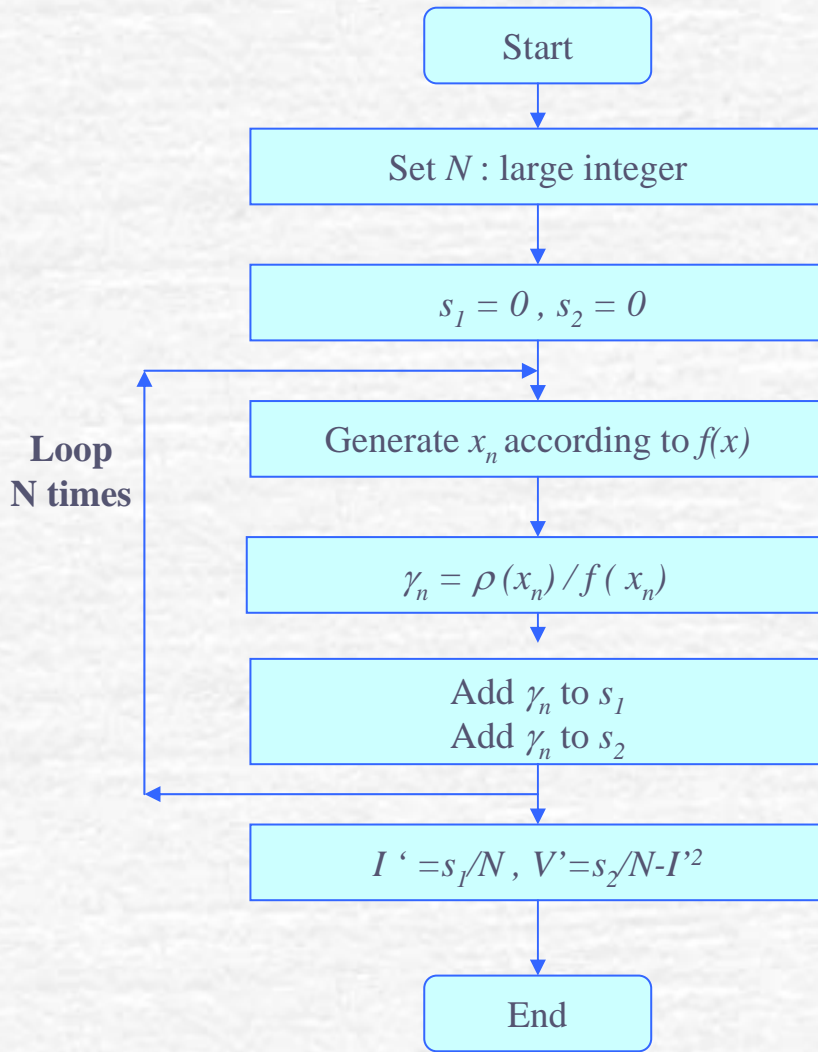 Start
Set N : large integer
s₁ = 0 , s₂ = 0
Generate xₙ according to f(x)
Loop
N times
γₙ = ρ (xₙ) / f ( xₙ)
Add γₙ to s₁
Add γₙ to s₂
I ‘ =s₁/N , V’=s₂/N-I’²
End